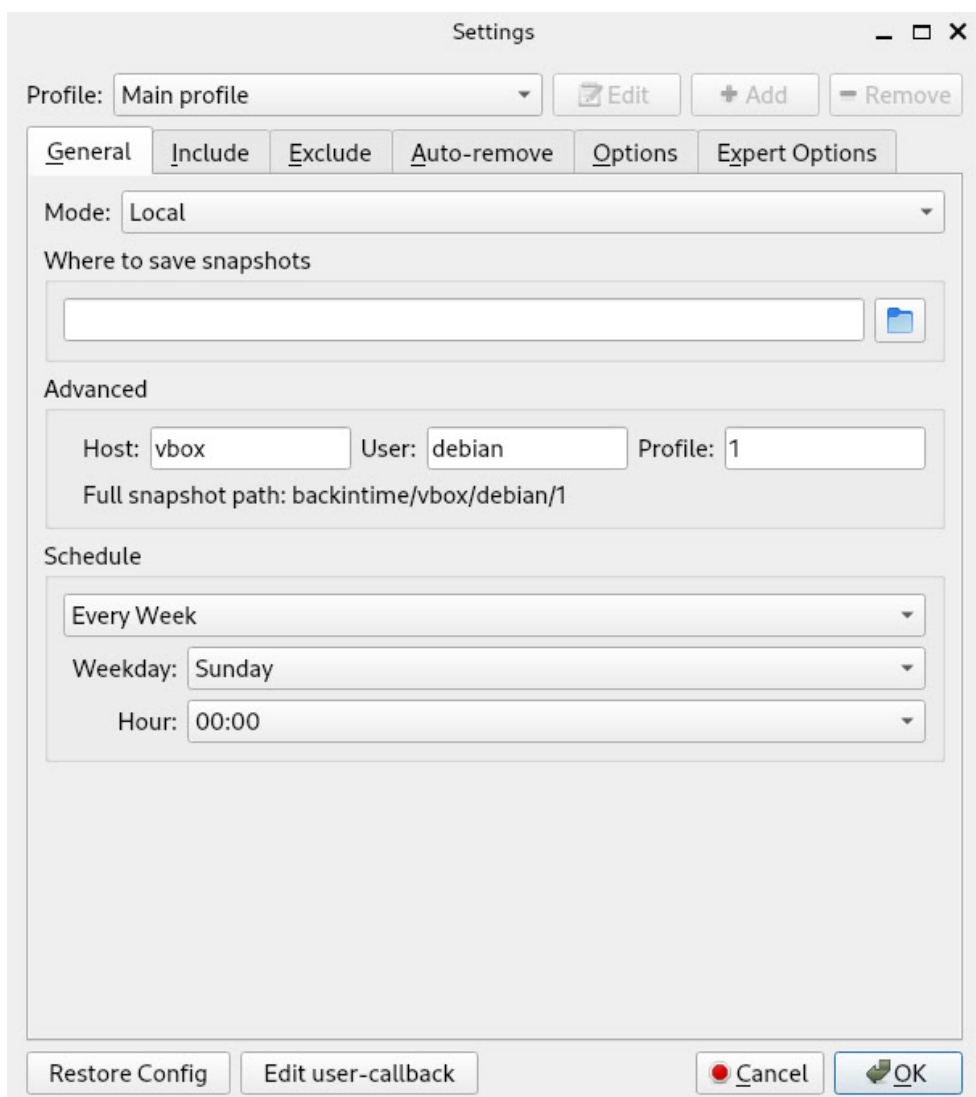 Settings
Profile: Main profile Edit Add Remove
General Include Exclude Auto-remove Options Expert Options
Mode: Local
Where to save snapshots
Advanced
Host: vbox User: debian Profile: 1
Full snapshot path: backintime/vbox/debian/1
Schedule
Every Week
Weekday: Sunday
Hour: 00:00
Restore Config Edit user-callback Cancel OK